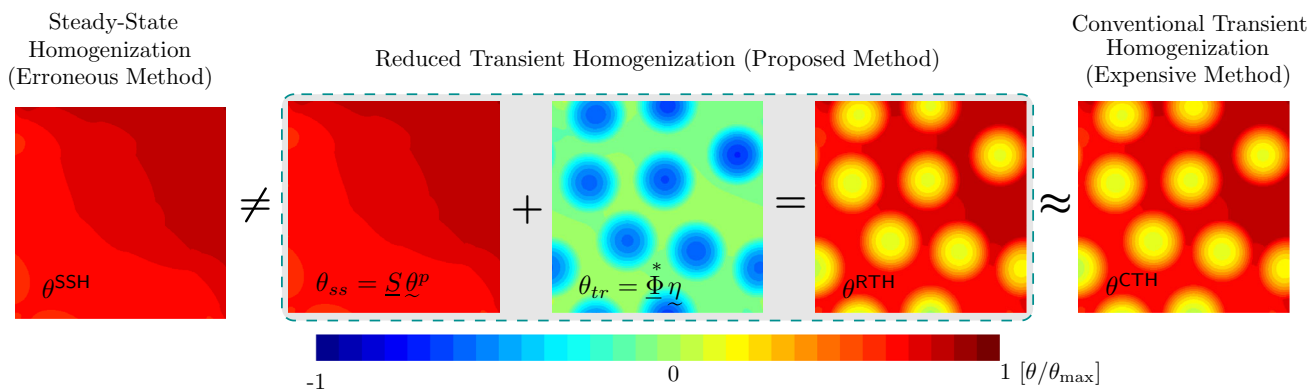 Steady-State
Homogenization
(Erroneous Method)
Reduced Transient Homogenization (Proposed Method)
Conventional Transient
Homogenization
(Expensive Method)
θ^SSH
≠
θ_ss = S̲ θ̰^p
+
θ_tr = Φ̲* η̰
=
θ^RTH
≈
θ^CTH
-1
0
1 [θ/θ_max]